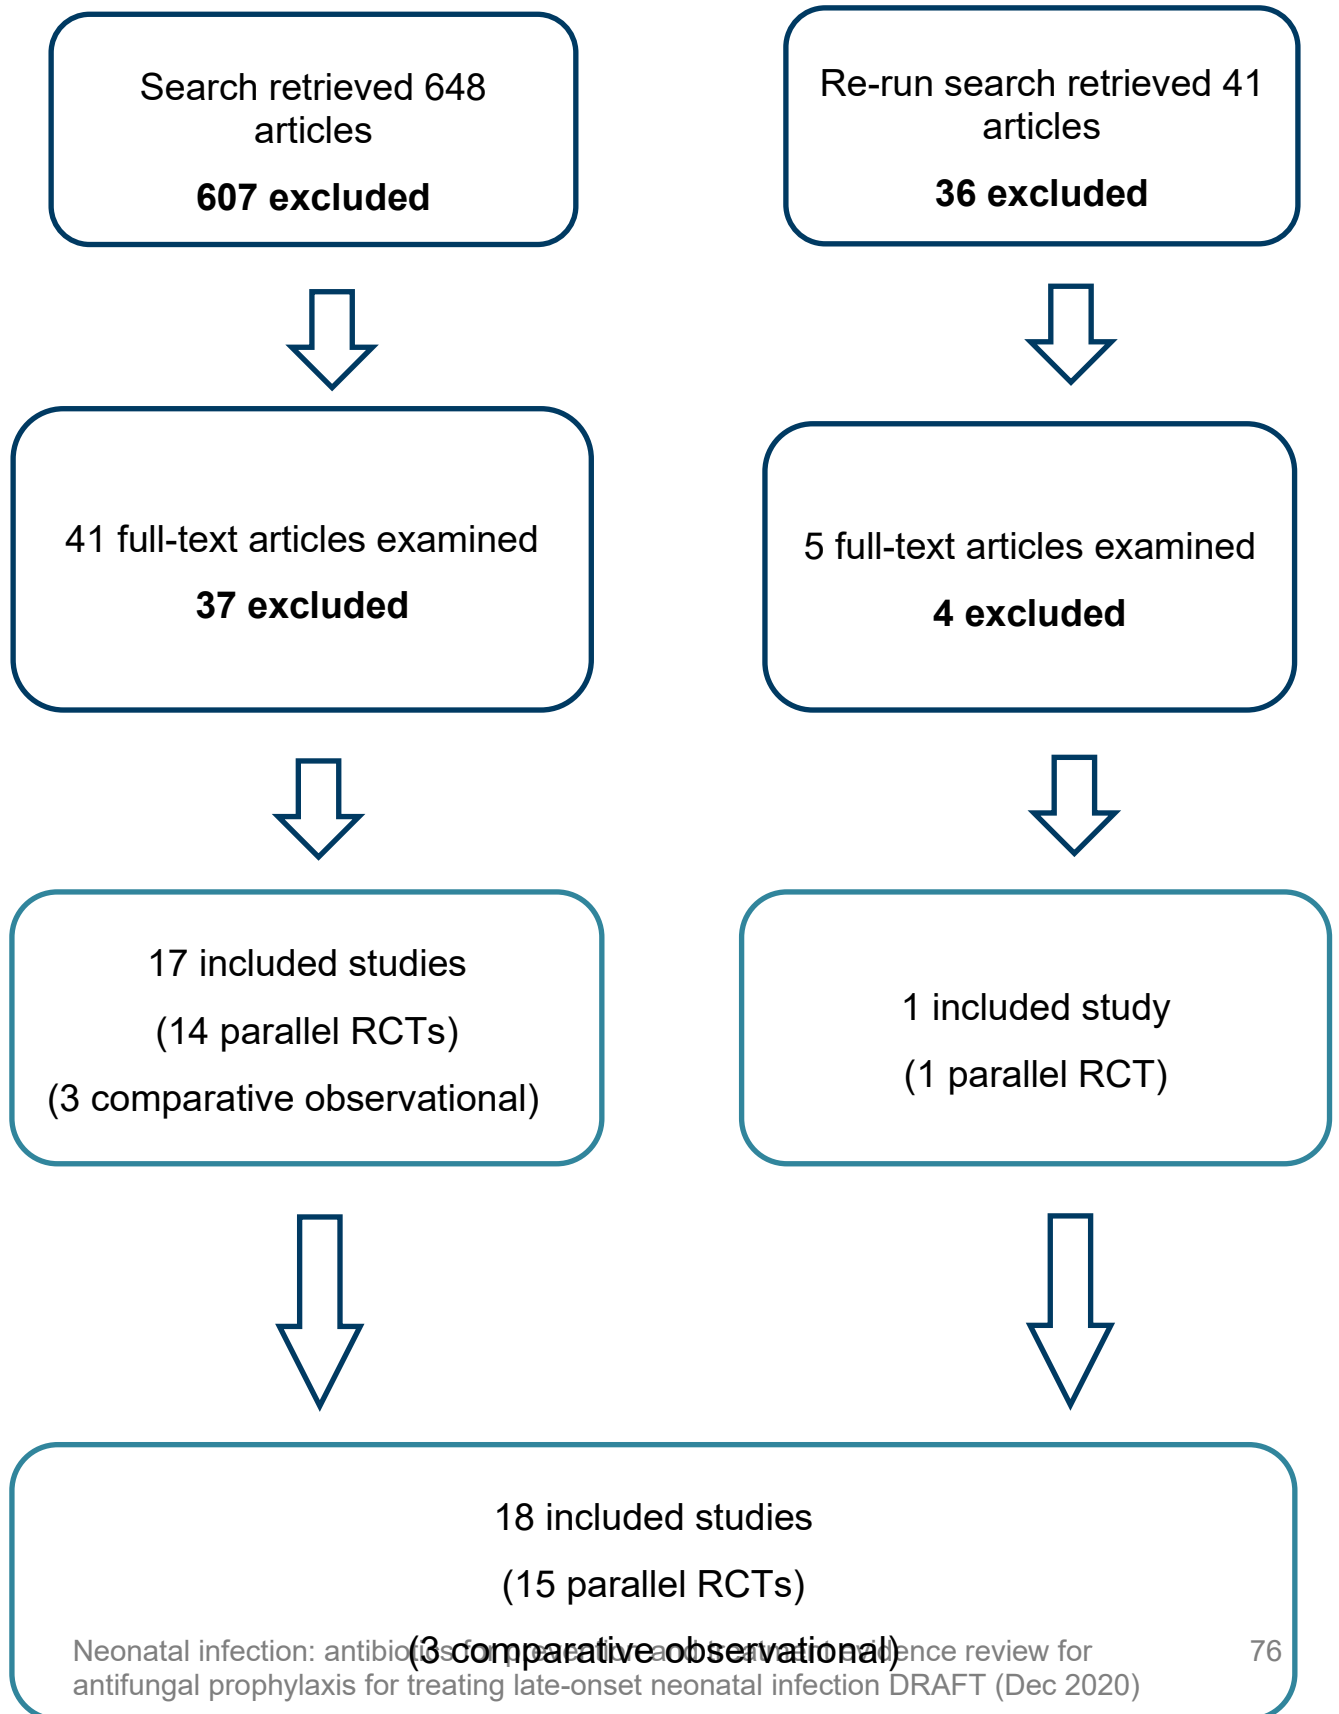 Search retrieved 648
articles
607 excluded
Re-run search retrieved 41
articles
36 excluded
41 full-text articles examined
37 excluded
5 full-text articles examined
4 excluded
17 included studies
(14 parallel RCTs)
(3 comparative observational)
1 included study
(1 parallel RCT)
18 included studies
(15 parallel RCTs)
(3 comparative observational)
Neonatal infection: antibiotics for prevention and treatment evidence review for
antifungal prophylaxis for treating late-onset neonatal infection DRAFT (Dec 2020)
76